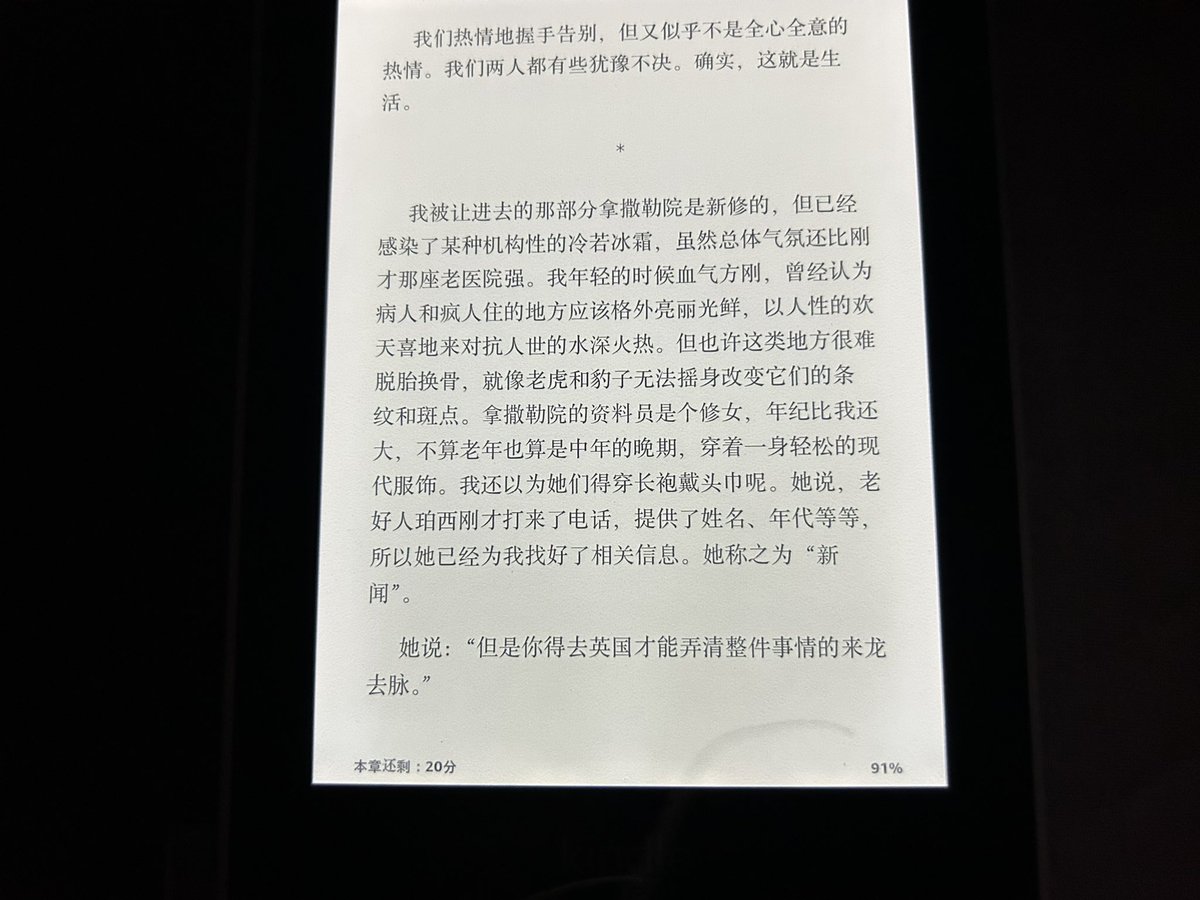 我们热情地握手告别，但又似乎不是全心全意的
热情。我们两人都有些犹豫不决。确实，这就是生
活。
*
我被让进去的那部分拿撒勒院是新修的，但已经
感染了某种机构性的冷若冰霜，虽然总体气氛还比刚
才那座老医院强。我年轻的时候血气方刚，曾经认为
病人和疯人住的地方应该格外亮丽光鲜，以人性的欢
天喜地来对抗人世的水深火热。但也许这类地方很难
脱胎换骨，就像老虎和豹子无法摇身改变它们的条
纹和斑点。拿撒勒院的资料员是个修女，年纪比我还
大，不算老年也算是中年的晚期，穿着一身轻松的现
代服饰。我还以为她们得穿长袍戴头巾呢。她说，老
好人珀西刚才打来了电话，提供了姓名、年代等等，
所以她已经为我找好了相关信息。她称之为“新
闻”。
她说：“但是你得去英国才能弄清整件事情的来龙
去脉。”
本章还剩：20分 91%